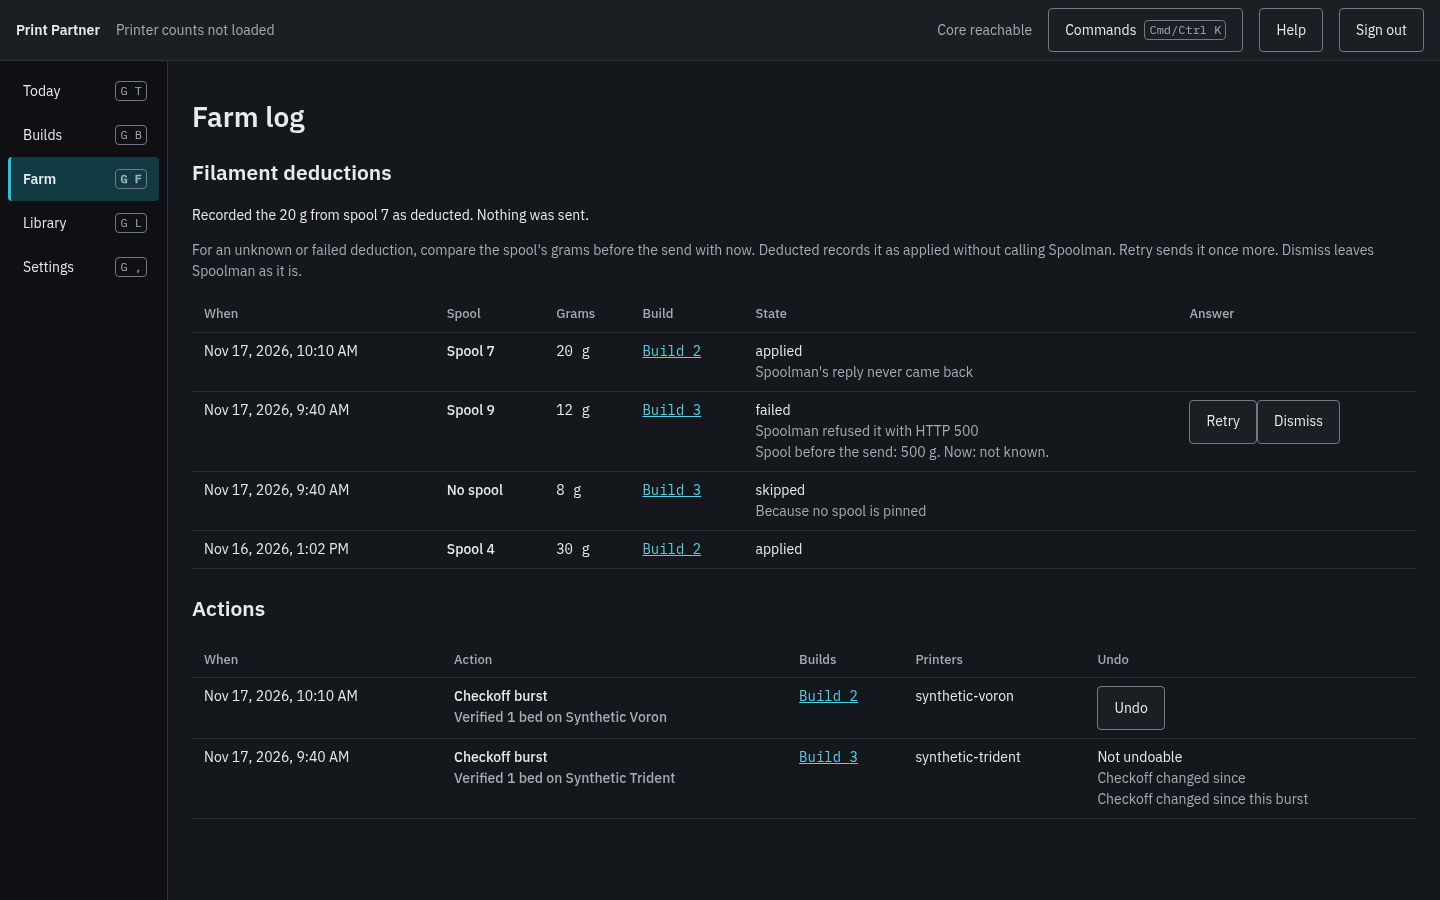 Print Partner
Printer counts not loaded
Core reachable
Commands Cmd/Ctrl K
Help
Sign out
Today G T
Builds G B
Farm G F
Library G L
Settings G ,
Farm log
Filament deductions
Recorded the 20 g from spool 7 as deducted. Nothing was sent.
For an unknown or failed deduction, compare the spool's grams before the send with now. Deducted records it as applied without calling Spoolman. Retry sends it once more. Dismiss leaves
Spoolman as it is.
When Spool Grams Build State Answer
Nov 17, 2026, 10:10 AM Spool 7 20 g Build 2 applied
Spoolman's reply never came back
Nov 17, 2026, 9:40 AM Spool 9 12 g Build 3 failed Retry Dismiss
Spoolman refused it with HTTP 500
Spool before the send: 500 g. Now: not known.
Nov 17, 2026, 9:40 AM No spool 8 g Build 3 skipped
Because no spool is pinned
Nov 16, 2026, 1:02 PM Spool 4 30 g Build 2 applied
Actions
When Action Builds Printers Undo
Nov 17, 2026, 10:10 AM Checkoff burst Build 2 synthetic-voron Undo
Verified 1 bed on Synthetic Voron
Nov 17, 2026, 9:40 AM Checkoff burst Build 3 synthetic-trident Not undoable
Verified 1 bed on Synthetic Trident Checkoff changed since
Checkoff changed since this burst